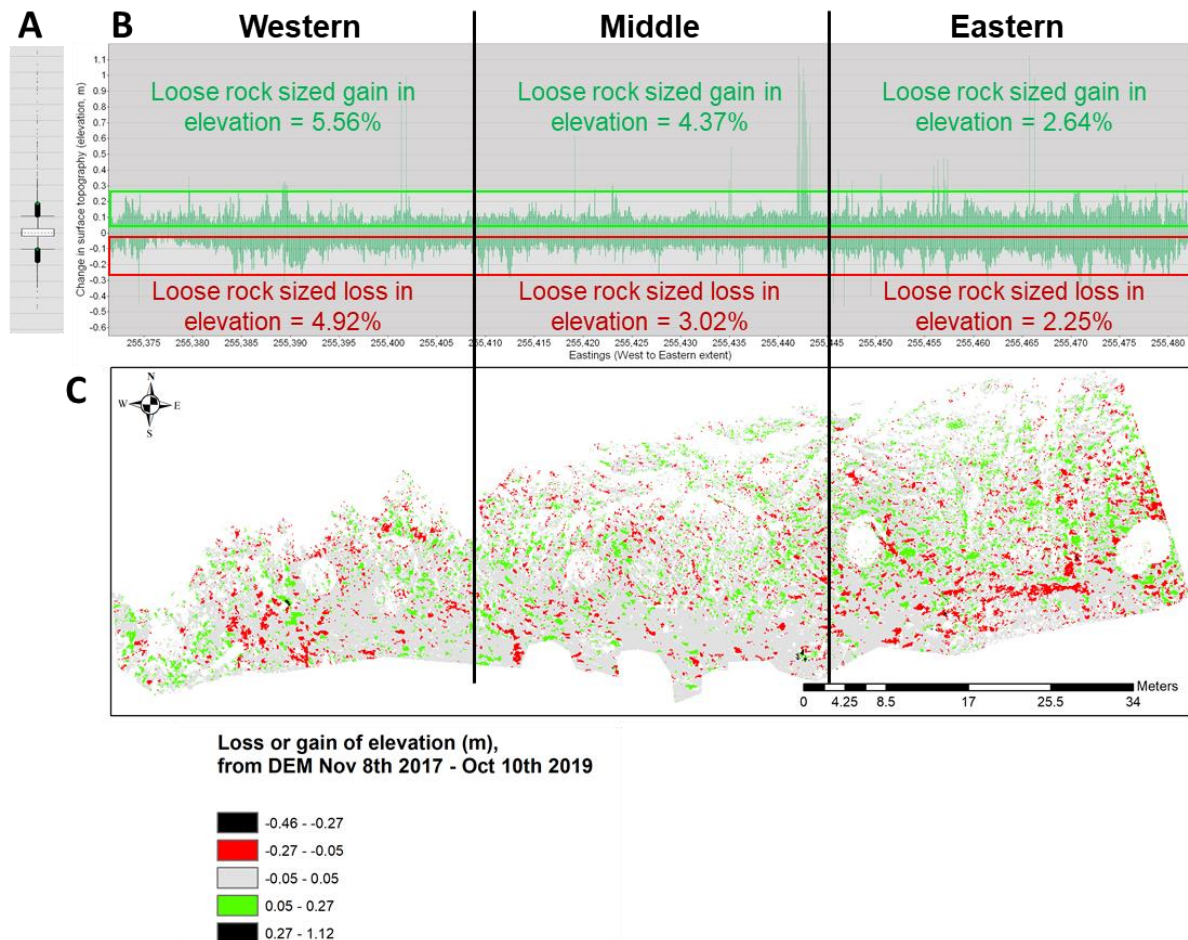 A
B
Western
Middle
Eastern
Change in surface topography (elevation, m)
1.1
1
0.9
0.8
0.7
0.6
0.5
0.4
0.3
0.2
0.1
0
-0.1
-0.2
-0.3
-0.4
-0.5
-0.6
Loose rock sized gain in
elevation = 5.56%
Loose rock sized gain in
elevation = 4.37%
Loose rock sized gain in
elevation = 2.64%
Loose rock sized loss in
elevation = 4.92%
Loose rock sized loss in
elevation = 3.02%
Loose rock sized loss in
elevation = 2.25%
255,375 255,380 255,385 255,390 255,395 255,400 255,405 255,409 255,415 255,420 255,425 255,430 255,435 255,440 255,445 255,450 255,455 255,460 255,465 255,470 255,475 255,480
Eastings (West to Eastern extent)
C
N
W E
S
Meters
0 4.25 8.5 17 25.5 34
Loss or gain of elevation (m),
from DEM Nov 8th 2017 - Oct 10th 2019
-0.46 - -0.27
-0.27 - -0.05
-0.05 - 0.05
0.05 - 0.27
0.27 - 1.12